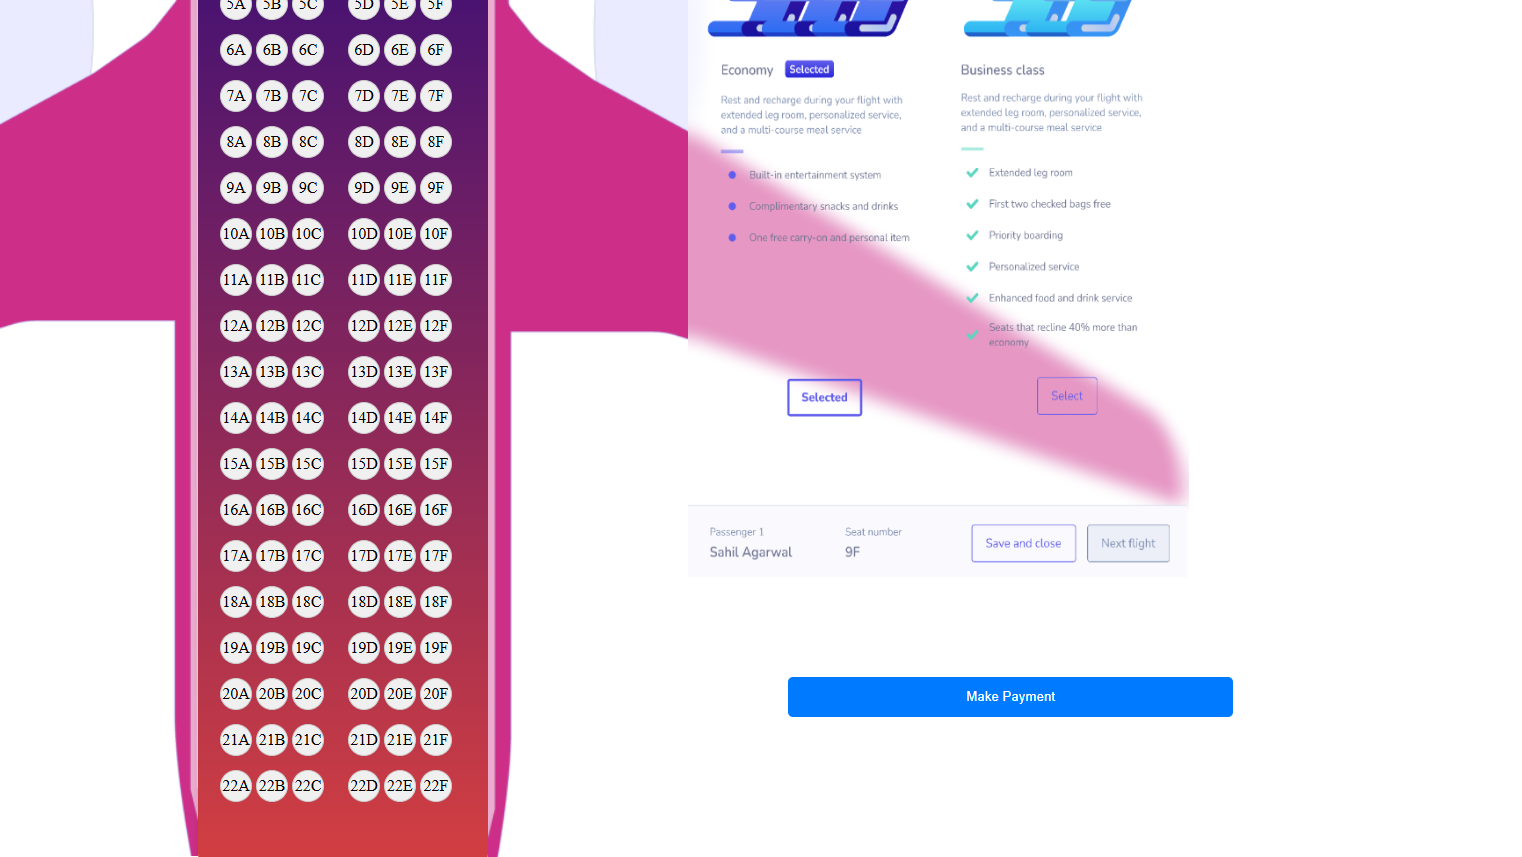 5A 5B 5C 5D 5E 5F
6A 6B 6C 6D 6E 6F
7A 7B 7C 7D 7E 7F
8A 8B 8C 8D 8E 8F
9A 9B 9C 9D 9E 9F
10A 10B 10C 10D 10E 10F
11A 11B 11C 11D 11E 11F
12A 12B 12C 12D 12E 12F
13A 13B 13C 13D 13E 13F
14A 14B 14C 14D 14E 14F
15A 15B 15C 15D 15E 15F
16A 16B 16C 16D 16E 16F
17A 17B 17C 17D 17E 17F
18A 18B 18C 18D 18E 18F
19A 19B 19C 19D 19E 19F
20A 20B 20C 20D 20E 20F
21A 21B 21C 21D 21E 21F
22A 22B 22C 22D 22E 22F
Economy Selected
Rest and recharge during your flight with
extended leg room, personalized service,
and a multi-course meal service
Built-in entertainment system
Complimentary snacks and drinks
One free carry-on and personal item
Selected
Business class
Rest and recharge during your flight with
extended leg room, personalized service,
and a multi-course meal service
Extended leg room
First two checked bags free
Priority boarding
Personalized service
Enhanced food and drink service
Seats that recline 40% more than
economy
Select
Passenger 1
Sahil Agarwal
Seat number
9F
Save and close
Next flight
Make Payment